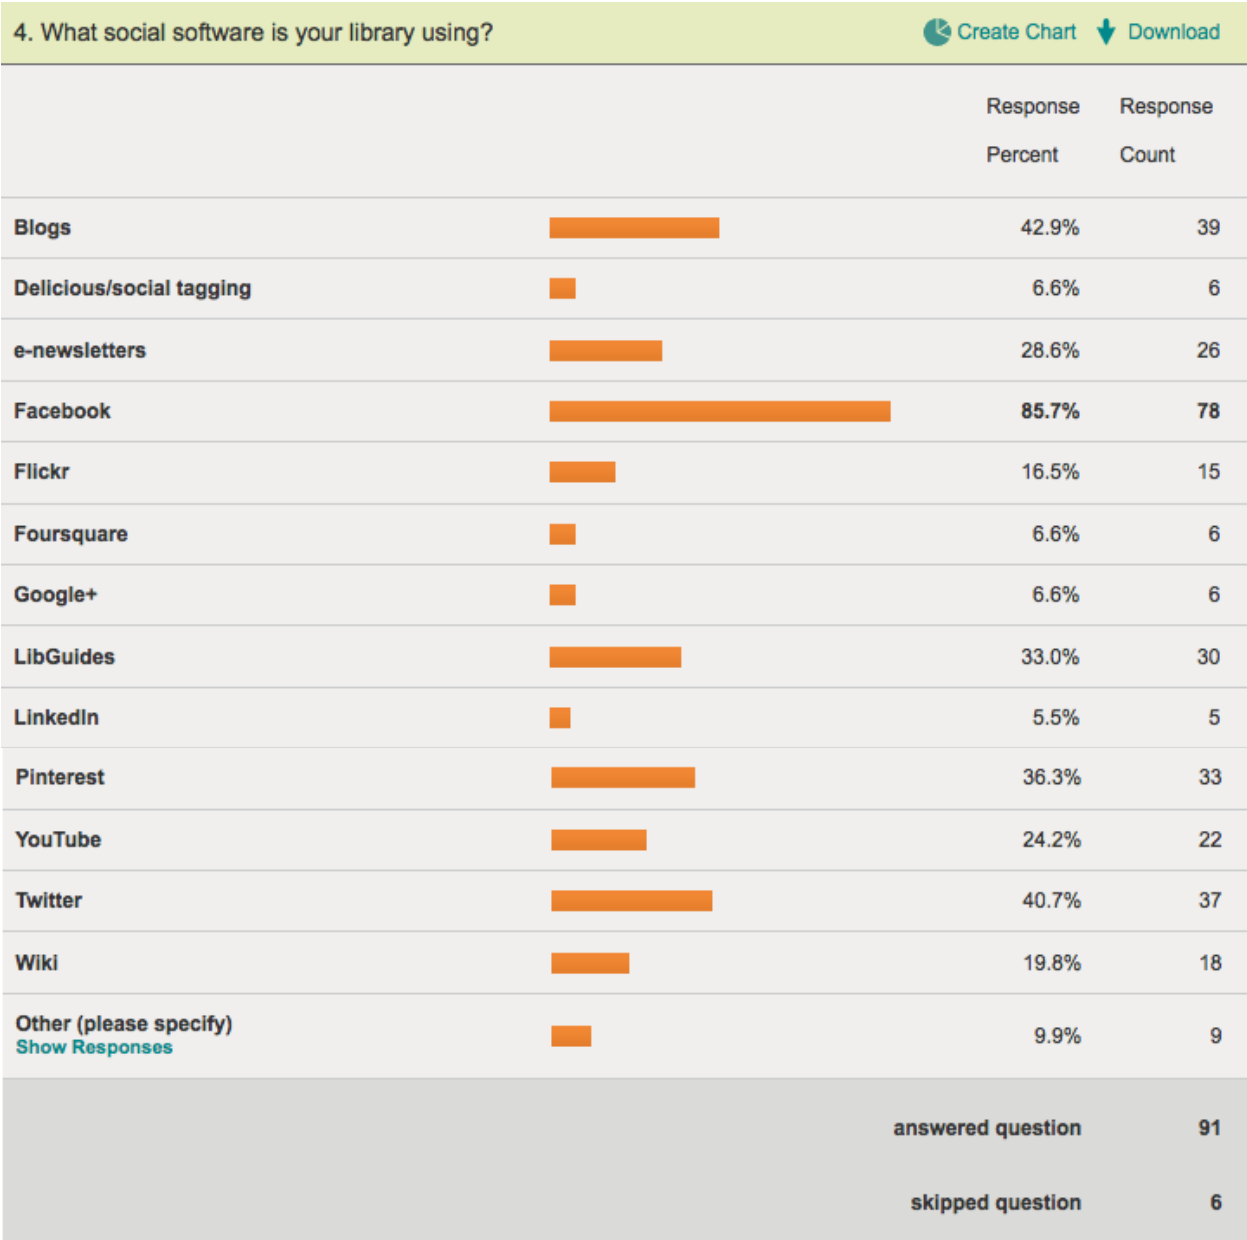 4. What social software is your library using? Create Chart Download
Response Response
Percent Count
Blogs 42.9% 39
Delicious/social tagging 6.6% 6
e-newsletters 28.6% 26
Facebook 85.7% 78
Flickr 16.5% 15
Foursquare 6.6% 6
Google+ 6.6% 6
LibGuides 33.0% 30
LinkedIn 5.5% 5
Pinterest 36.3% 33
YouTube 24.2% 22
Twitter 40.7% 37
Wiki 19.8% 18
Other (please specify) 9.9% 9
Show Responses
answered question 91
skipped question 6